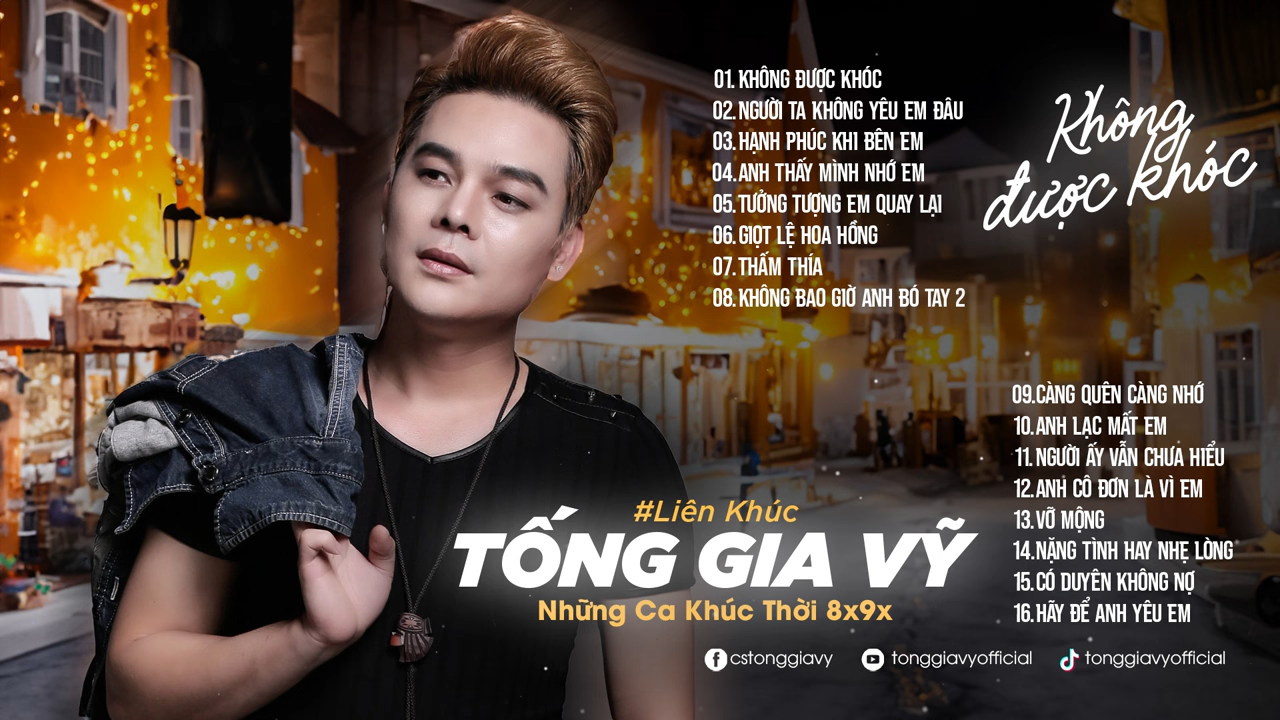 01. KHÔNG ĐƯỢC KHÓC
02. NGƯỜI TA KHÔNG YÊU EM ĐÂU
03. HẠNH PHÚC KHI BÊN EM
04. ANH THẤY MÌNH NHỚ EM
05. TƯỞNG TƯỢNG EM QUAY LẠI
06. GIỌT LỆ HOA HỒNG
07. THẤM THÍA
08. KHÔNG BAO GIỜ ANH BÓ TAY 2
Không
được khóc
09. CÀNG QUÊN CÀNG NHỚ
10. ANH LẠC MẤT EM
11. NGƯỜI ẤY VẪN CHƯA HIỂU
12. ANH CÔ ĐƠN LÀ VÌ EM
13. VỠ MỘNG
14. NẶNG TÌNH HAY NHẸ LÒNG
15. CÓ DUYÊN KHÔNG NỢ
16. HÃY ĐỂ ANH YÊU EM
#Liên Khúc
TỐNG GIA VỸ
Những Ca Khúc Thời 8x9x
cstonggiavy tonggiavyofficial tonggiavyofficial